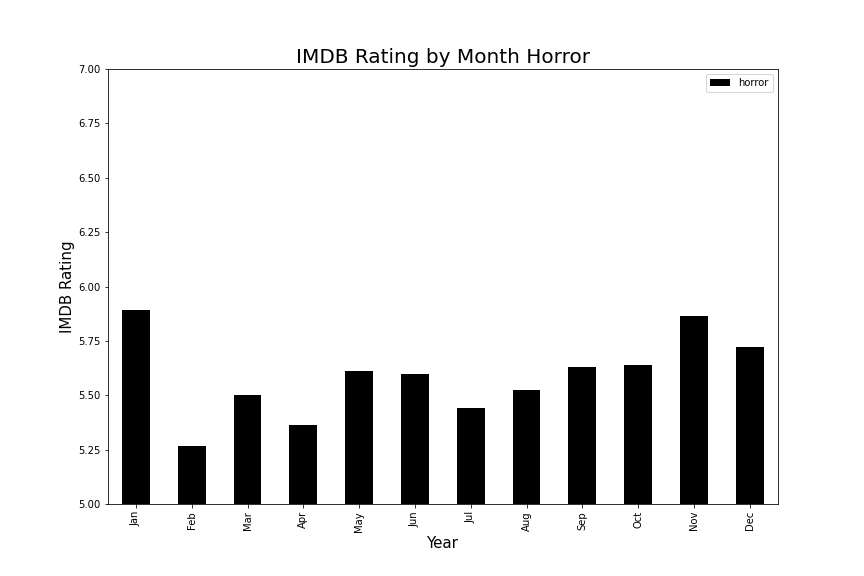 IMDB Rating by Month Horror
horror
IMDB Rating
7.00
6.75
6.50
6.25
6.00
5.75
5.50
5.25
5.00
Jan
Feb
Mar
Apr
May
Jun
Jul
Aug
Sep
Oct
Nov
Dec
Year